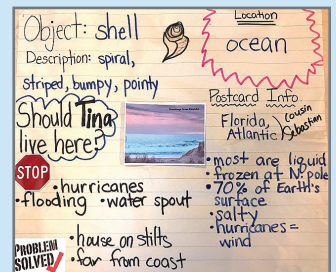 Object: shell
Description: spiral,
striped, bumpy, pointy
Location
ocean
Should Tina
live here?
Postcard Info.
Florida,
Atlantic
(cousin
Sebastian
STOP
• hurricanes
• flooding • water spout
• most are liquid
• frozen at N. pole
• 70% of Earth's
surface
• salty
• hurricanes =
wind
PROBLEM
SOLVED
• house on stilts
• far from coast